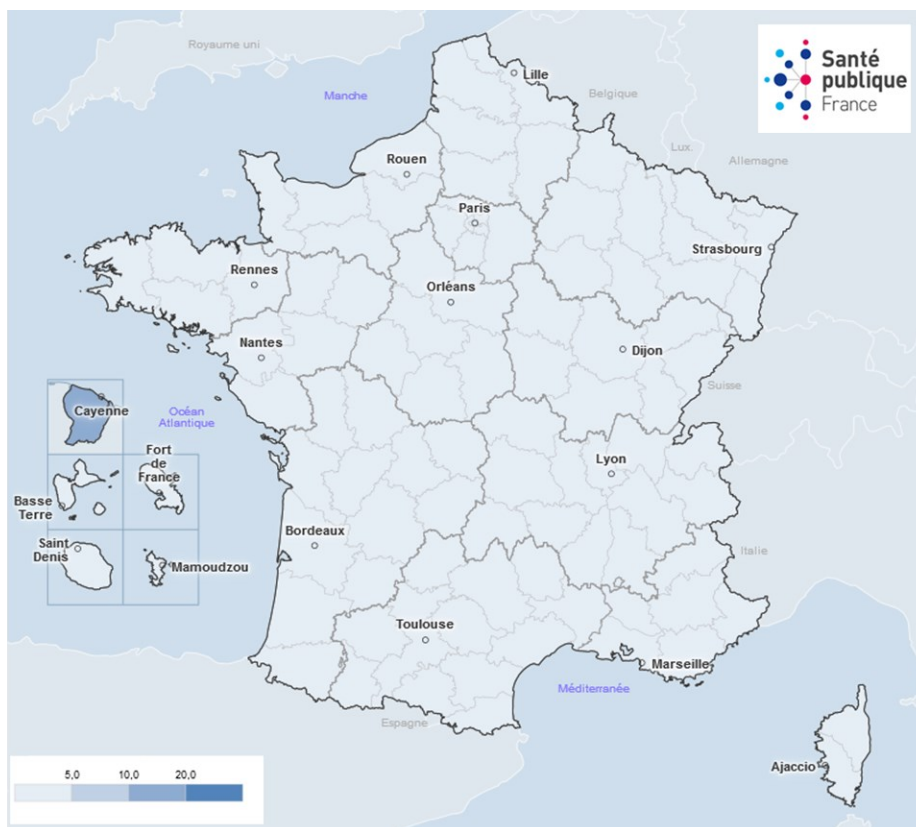 Royaume uni
Lille
Manche
Belgique
Santé
publique
France
Lux.
Allemagne
Rouen
Paris
Strasbourg
Rennes
Orléans
Nantes
Dijon
Suisse
Cayenne
Océan
Atlantique
Fort
de
France
Lyon
Basse
Terre
Saint
Denis
Bordeaux
Mamoudzou
Italie
Toulouse
Marseille
Méditerranée
Espagne
Ajaccio
5,0 10,0 20,0